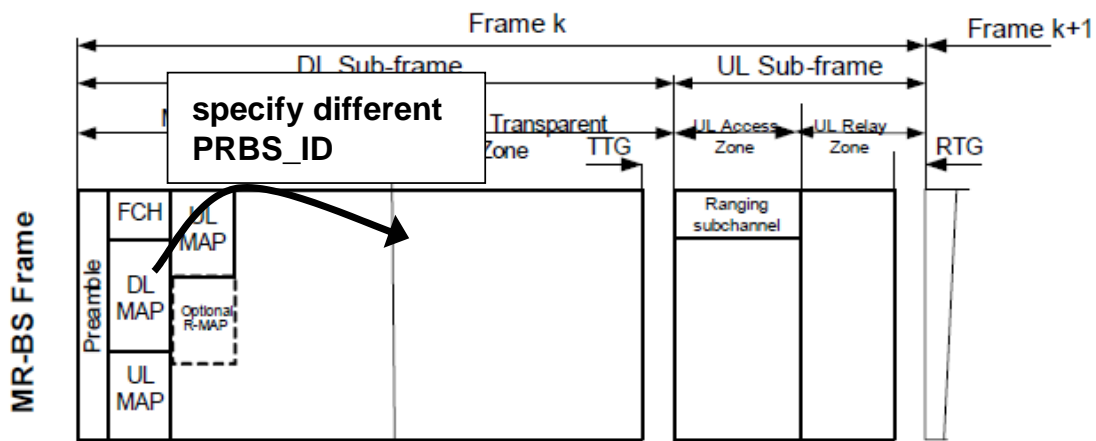 Frame k
Frame k+1
DL Sub-frame
UL Sub-frame
specify different
PRBS_ID
Transparent
Zone
TTG
UL Access
Zone
UL Relay
Zone
RTG
MR-BS Frame
Preamble
FCH
DL
MAP
UL
MAP
UL
MAP
Optional
R-MAP
Ranging
subchannel